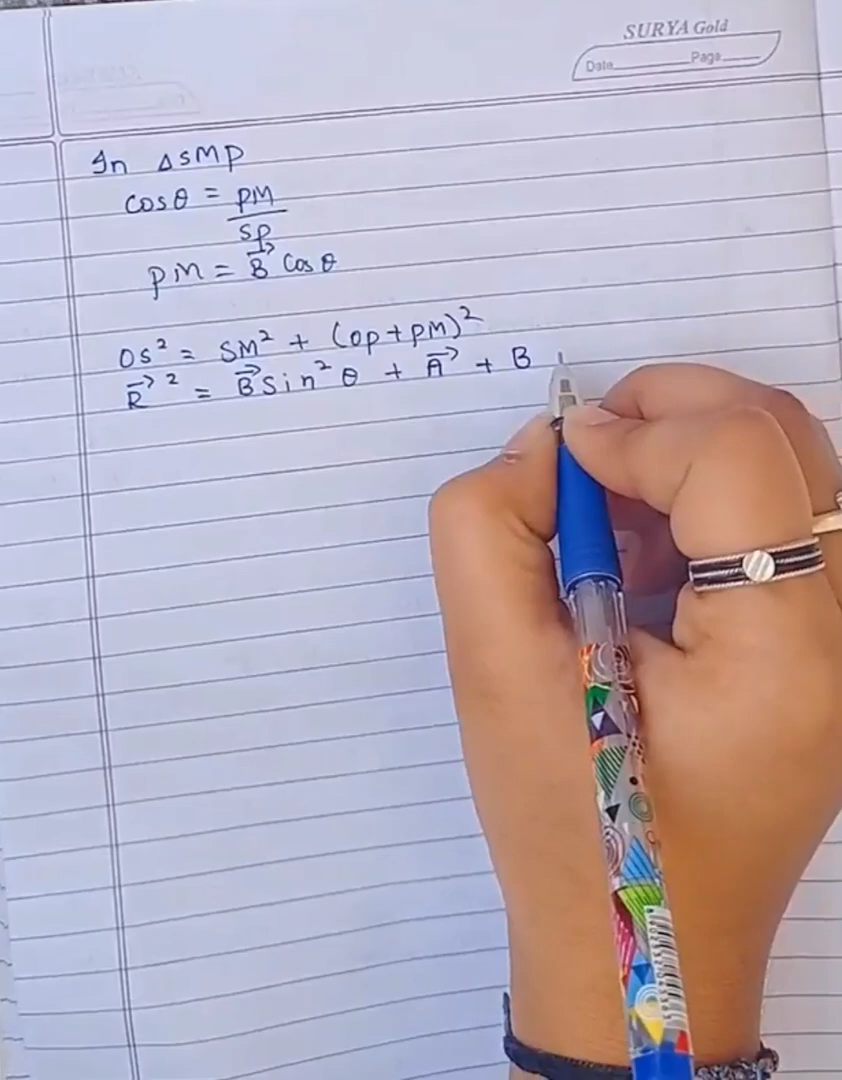 SURYA Gold
Date Page
In ΔSMP
cosθ = PM
SP
PM = B⃗ Cosθ
OS² = SM² + (OP+PM)²
R⃗² = B⃗ Sin²θ + A⃗ + B